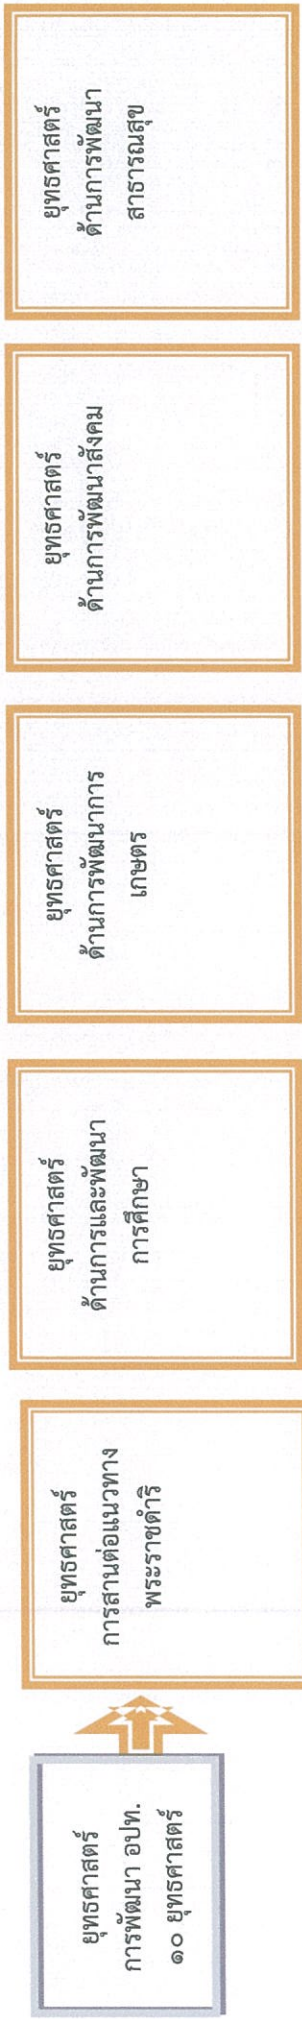 ยุทธศาสตร์
การพัฒนา อปท.
๑๐ ยุทธศาสตร์
ยุทธศาสตร์
การสานต่อแนวทาง
พระราชดำริ
ยุทธศาสตร์
ด้านการและพัฒนา
การศึกษา
ยุทธศาสตร์
ด้านการพัฒนาการ
เกษตร
ยุทธศาสตร์
ด้านการพัฒนาสังคม
ยุทธศาสตร์
ด้านการพัฒนา
สาธารณสุข